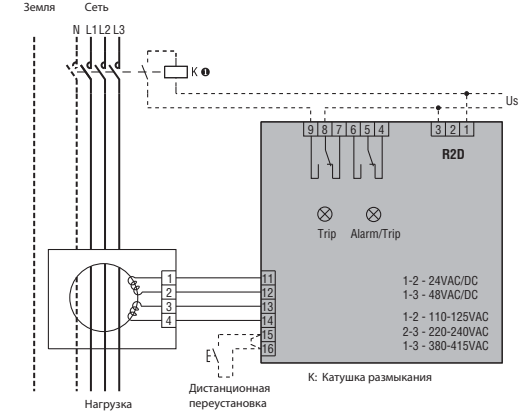 Земля Сеть
N L1 L2 L3
K ❶
Us
9 8 7 6 5 4 3 2 1
R2D
Trip Alarm/Trip
1 11
2 12
3 13
4 14
15
16
1-2 - 24VAC/DC
1-3 - 48VAC/DC
1-2 - 110-125VAC
2-3 - 220-240VAC
1-3 - 380-415VAC
E
K: Катушка размыкания
Нагрузка
Дистанционная
переустановка